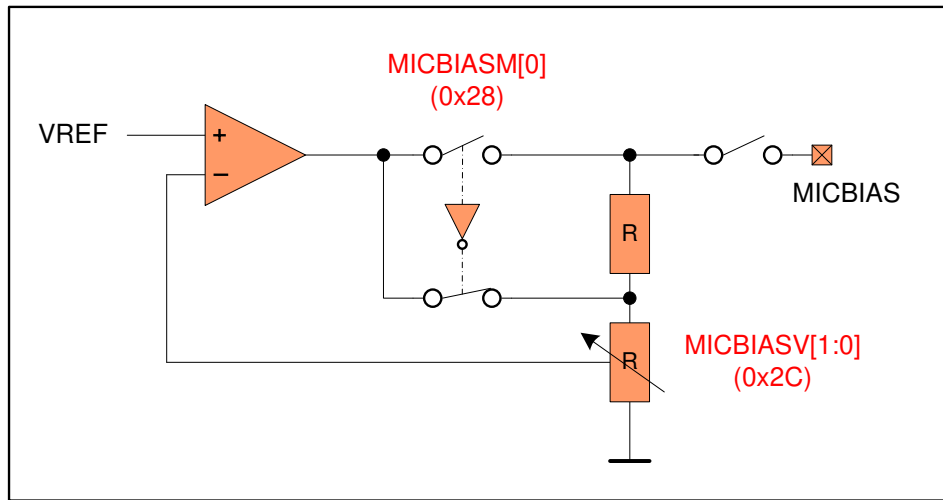 MICBIASM[0]
(0x28)
VREF
+
−
MICBIAS
R
R
MICBIASV[1:0]
(0x2C)